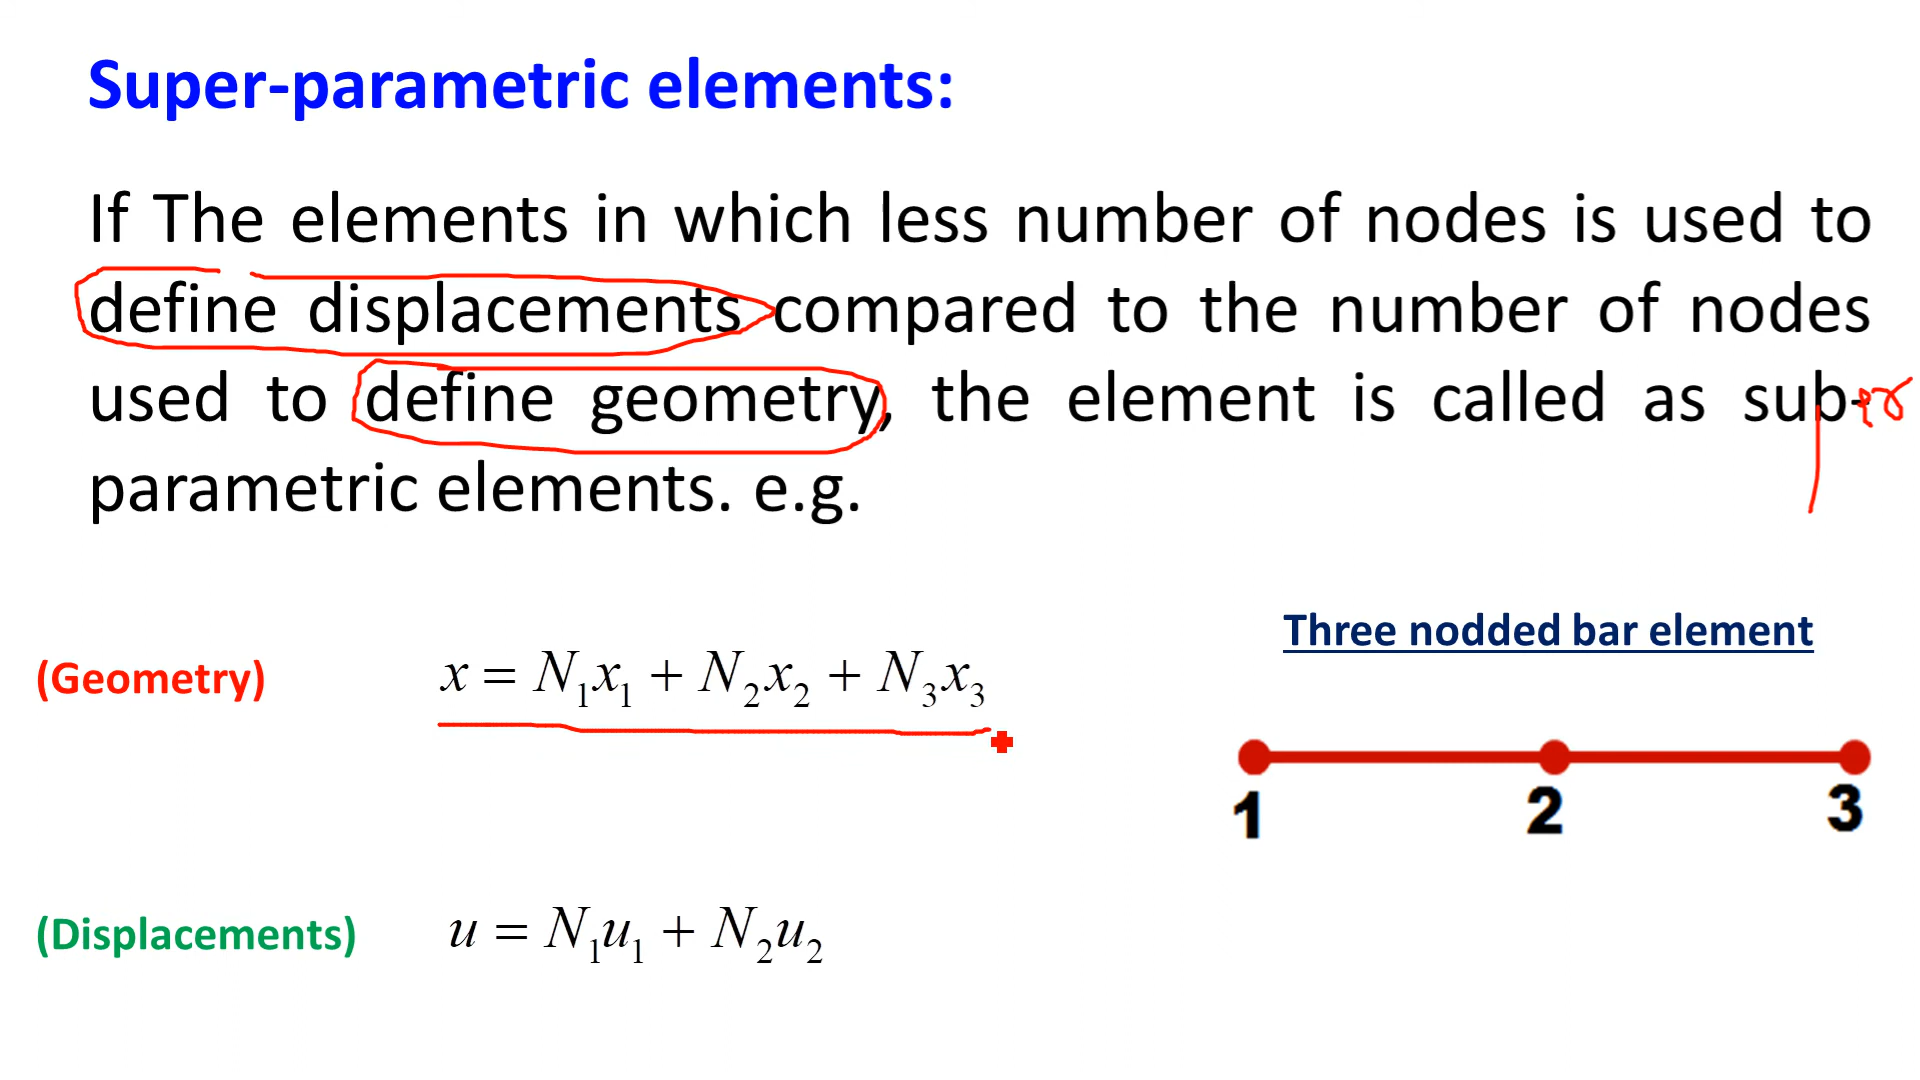 Super-parametric elements:
If The elements in which less number of nodes is used to
define displacements compared to the number of nodes
used to define geometry, the element is called as sub-
parametric elements. e.g.
Three nodded bar element
(Geometry) x = N₁x₁ + N₂x₂ + N₃x₃
1 2 3
(Displacements) u = N₁u₁ + N₂u₂